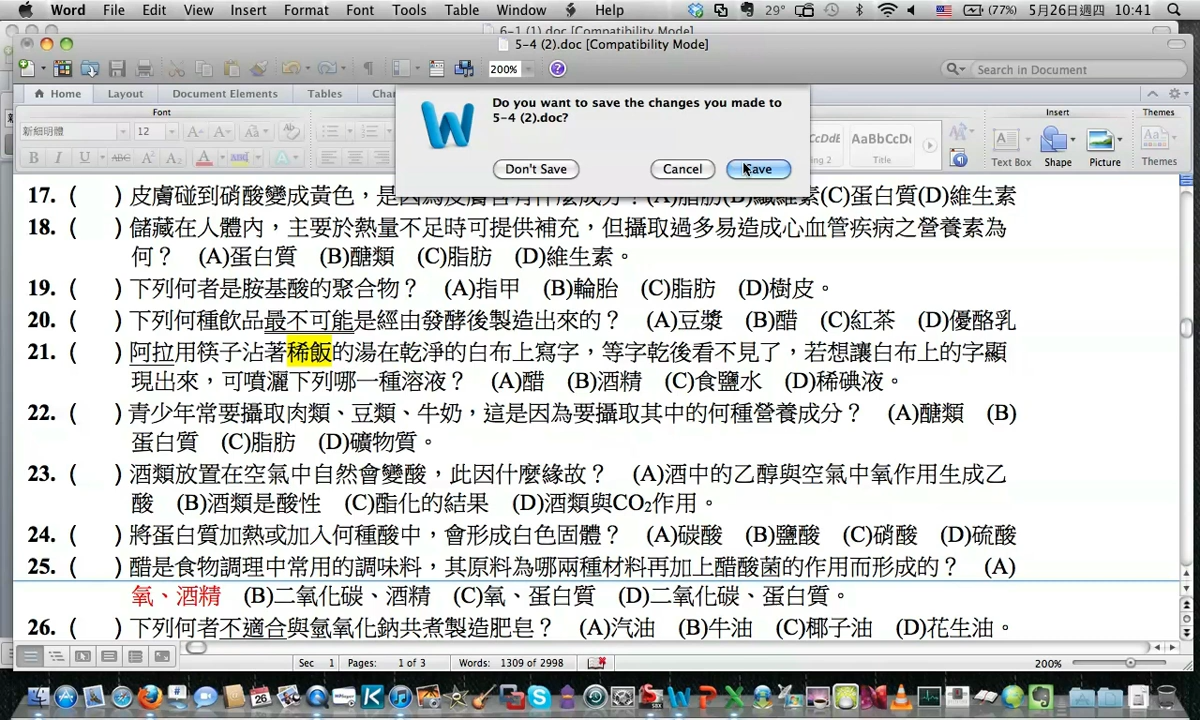 Word File Edit View Insert Format Font Tools Table Window Help 29° (77%) 5月26日週四 10:41
6-1 (1).doc [Compatibility Mode]
5-4 (2).doc [Compatibility Mode]
200% Search in Document
Home Layout Document Elements Tables Char
Font Insert Themes
新細明體 12
AaBbCcDc Title
Text Box Shape Picture Themes
Do you want to save the changes you made to
5-4 (2).doc?
Don't Save Cancel Save
17. ( ) 皮膚碰到硝酸變成黃色,是因為皮膚含有什麼成分?(A)脂肪(B)纖維素(C)蛋白質(D)維生素
18. ( ) 儲藏在人體內,主要於熱量不足時可提供補充,但攝取過多易造成心血管疾病之營養素為
何? (A)蛋白質 (B)醣類 (C)脂肪 (D)維生素。
19. ( ) 下列何者是胺基酸的聚合物? (A)指甲 (B)輪胎 (C)脂肪 (D)樹皮。
20. ( ) 下列何種飲品最不可能是經由發酵後製造出來的? (A)豆漿 (B)醋 (C)紅茶 (D)優酪乳
21. ( ) 阿拉用筷子沾著稀飯的湯在乾淨的白布上寫字,等字乾後看不見了,若想讓白布上的字顯
現出來,可噴灑下列哪一種溶液? (A)醋 (B)酒精 (C)食鹽水 (D)稀碘液。
22. ( ) 青少年常要攝取肉類、豆類、牛奶,這是因為要攝取其中的何種營養成分? (A)醣類 (B)
蛋白質 (C)脂肪 (D)礦物質。
23. ( ) 酒類放置在空氣中自然會變酸,此因什麼緣故? (A)酒中的乙醇與空氣中氧作用生成乙
酸 (B)酒類是酸性 (C)酯化的結果 (D)酒類與CO₂作用。
24. ( ) 將蛋白質加熱或加入何種酸中,會形成白色固體? (A)碳酸 (B)鹽酸 (C)硝酸 (D)硫酸
25. ( ) 醋是食物調理中常用的調味料,其原料為哪兩種材料再加上醋酸菌的作用而形成的? (A)
氧、酒精 (B)二氧化碳、酒精 (C)氧、蛋白質 (D)二氧化碳、蛋白質。
26. ( ) 下列何者不適合與氫氧化鈉共煮製造肥皂? (A)汽油 (B)牛油 (C)椰子油 (D)花生油。
Sec 1 Pages: 1 of 3 Words: 1309 of 2998 200%